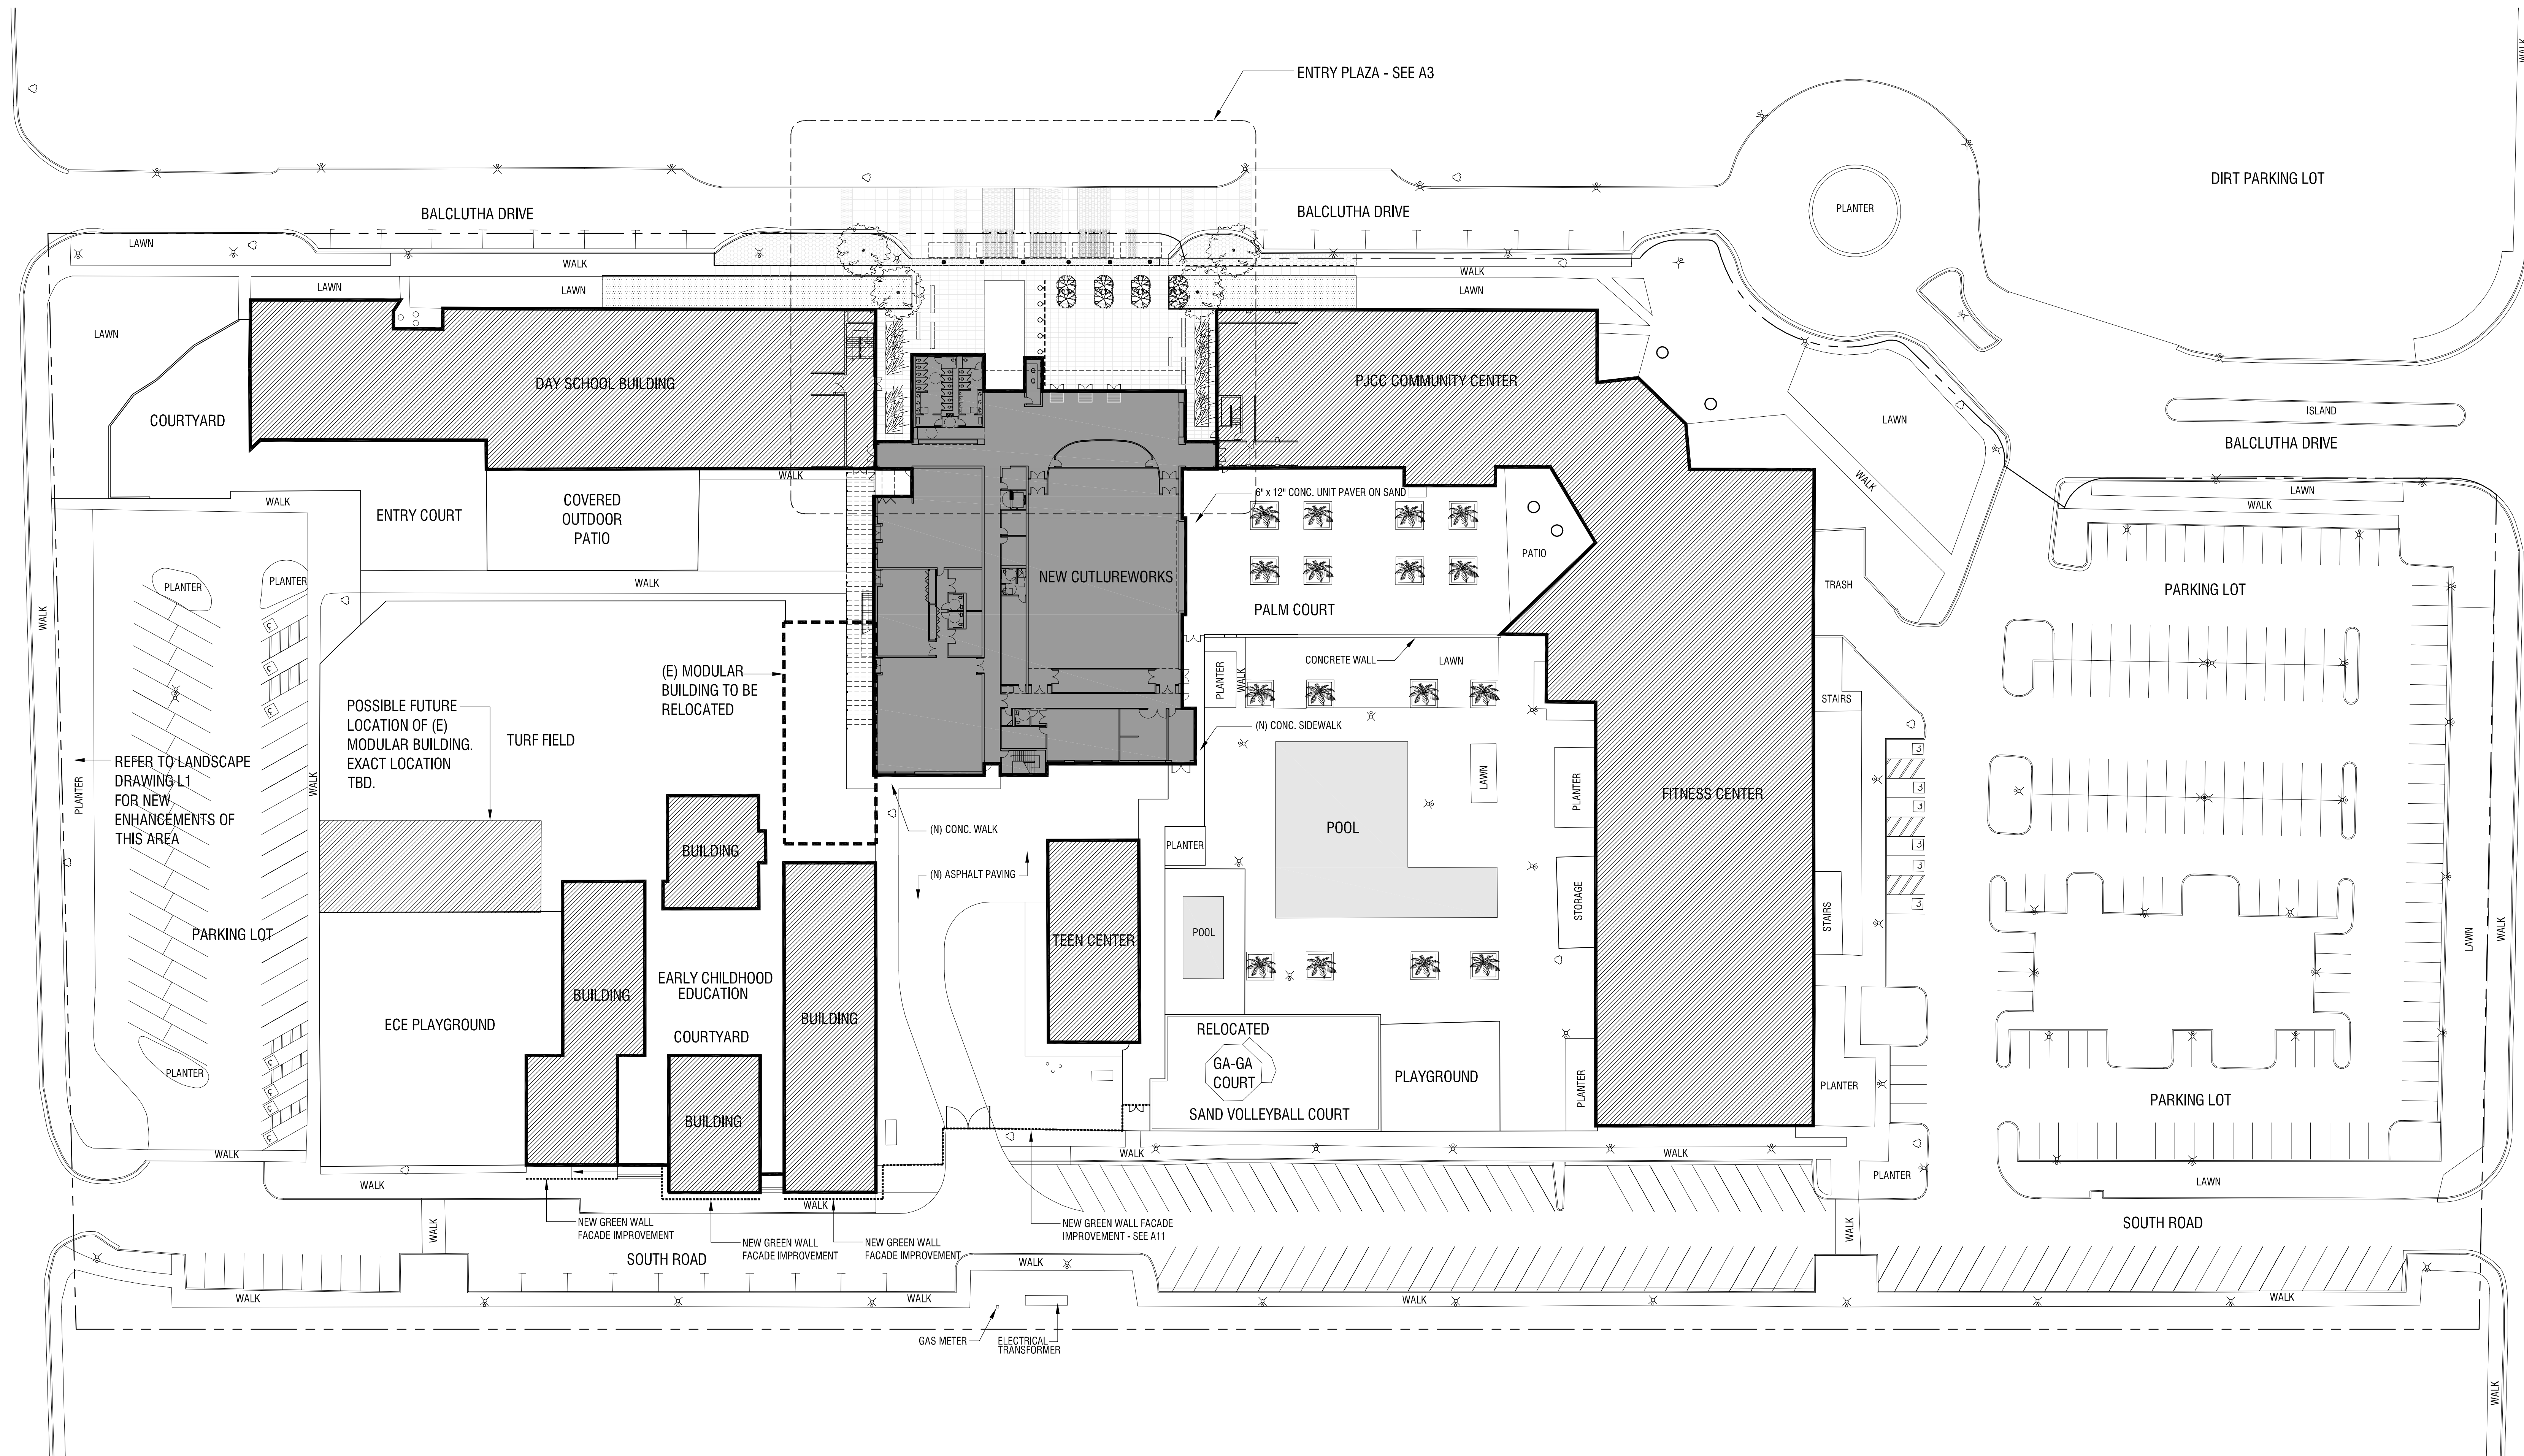 WALK
ENTRY PLAZA - SEE A3
DIRT PARKING LOT
PLANTER
BALCLUTHA DRIVE
BALCLUTHA DRIVE
LAWN
WALK
WALK
LAWN
LAWN
LAWN
LAWN
DAY SCHOOL BUILDING
PJCC COMMUNITY CENTER
COURTYARD
LAWN
ISLAND
BALCLUTHA DRIVE
WALK
WALK
LAWN
WALK
6" x 12" CONC. UNIT PAVER ON SAND
WALK
ENTRY COURT
COVERED
OUTDOOR
PATIO
PATIO
NEW CUTLUREWORKS
PLANTER
PLANTER
WALK
TRASH
PARKING LOT
PALM COURT
WALK
(E) MODULAR
BUILDING TO BE
RELOCATED
CONCRETE WALL
LAWN
PLANTER
WALK
STAIRS
POSSIBLE FUTURE
LOCATION OF (E)
MODULAR BUILDING.
EXACT LOCATION
TBD.
TURF FIELD
(N) CONC. SIDEWALK
REFER TO LANDSCAPE
DRAWING L1
FOR NEW
ENHANCEMENTS OF
THIS AREA
PLANTER
WALK
LAWN
PLANTER
FITNESS CENTER
POOL
(N) CONC. WALK
BUILDING
PLANTER
(N) ASPHALT PAVING
STORAGE
STAIRS
PARKING LOT
TEEN CENTER
POOL
LAWN
WALK
EARLY CHILDHOOD
EDUCATION
BUILDING
BUILDING
ECE PLAYGROUND
COURTYARD
RELOCATED
GA-GA
COURT
PLAYGROUND
PLANTER
PLANTER
PLANTER
BUILDING
SAND VOLLEYBALL COURT
PARKING LOT
WALK
WALK
WALK
PLANTER
LAWN
WALK
WALK
WALK
NEW GREEN WALL
FACADE IMPROVEMENT
NEW GREEN WALL
FACADE IMPROVEMENT
NEW GREEN WALL
FACADE IMPROVEMENT
NEW GREEN WALL FACADE
IMPROVEMENT - SEE A11
WALK
SOUTH ROAD
SOUTH ROAD
WALK
WALK
WALK
WALK
WALK
GAS METER
ELECTRICAL
TRANSFORMER
WALK